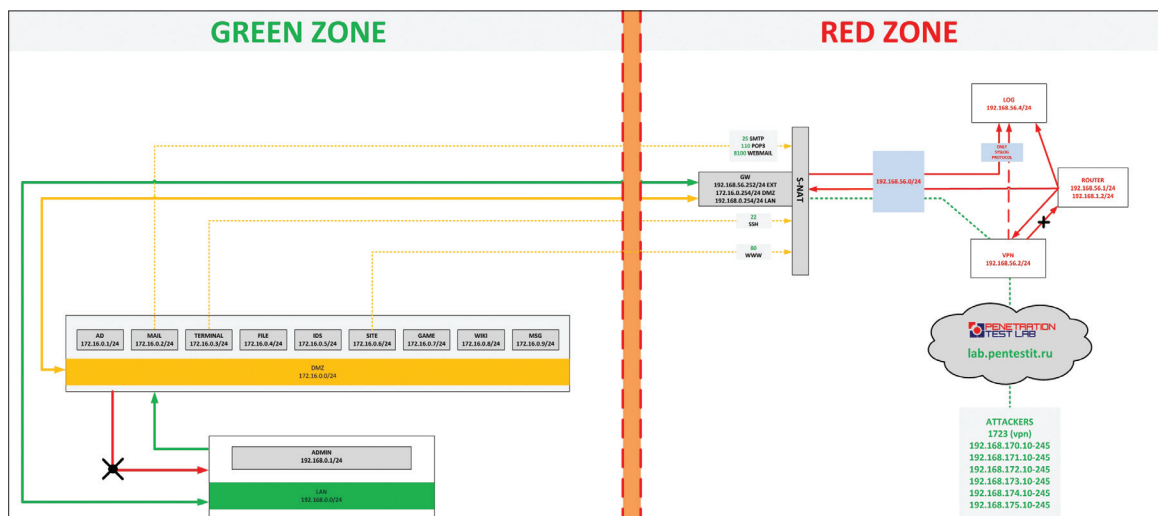 GREEN ZONE
RED ZONE
LOG
192.168.56.4/24
25 SMTP
110 POP3
8100 WEBMAIL
ONLY
SYSLOG
PROTOCOL
GW
192.168.56.252/24 EXT
172.16.0.254/24 DMZ
192.168.0.254/24 LAN
S-NAT
192.168.56.0/24
ROUTER
192.168.56.1/24
192.168.1.2/24
22
SSH
80
WWW
VPN
192.168.56.2/24
AD
172.16.0.1/24
MAIL
172.16.0.2/24
TERMINAL
172.16.0.3/24
FILE
172.16.0.4/24
IDS
172.16.0.5/24
SITE
172.16.0.6/24
GAME
172.16.0.7/24
WIKI
172.16.0.8/24
MSG
172.16.0.9/24
DMZ
172.16.0.0/24
PENETRATION
TEST LAB
lab.pentestit.ru
ADMIN
192.168.0.1/24
LAN
192.168.0.0/24
ATTACKERS
1723 (vpn)
192.168.170.10-245
192.168.171.10-245
192.168.172.10-245
192.168.173.10-245
192.168.174.10-245
192.168.175.10-245